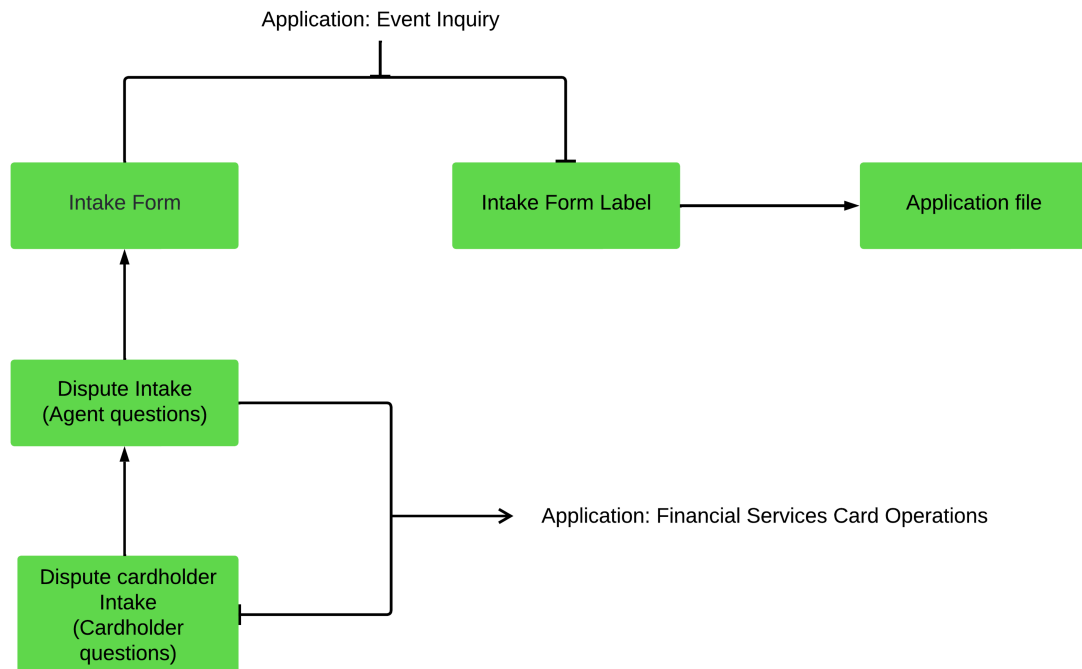 Application: Event Inquiry
Intake Form
Intake Form Label
Application file
Dispute Intake
(Agent questions)
Application: Financial Services Card Operations
Dispute cardholder
Intake
(Cardholder
questions)